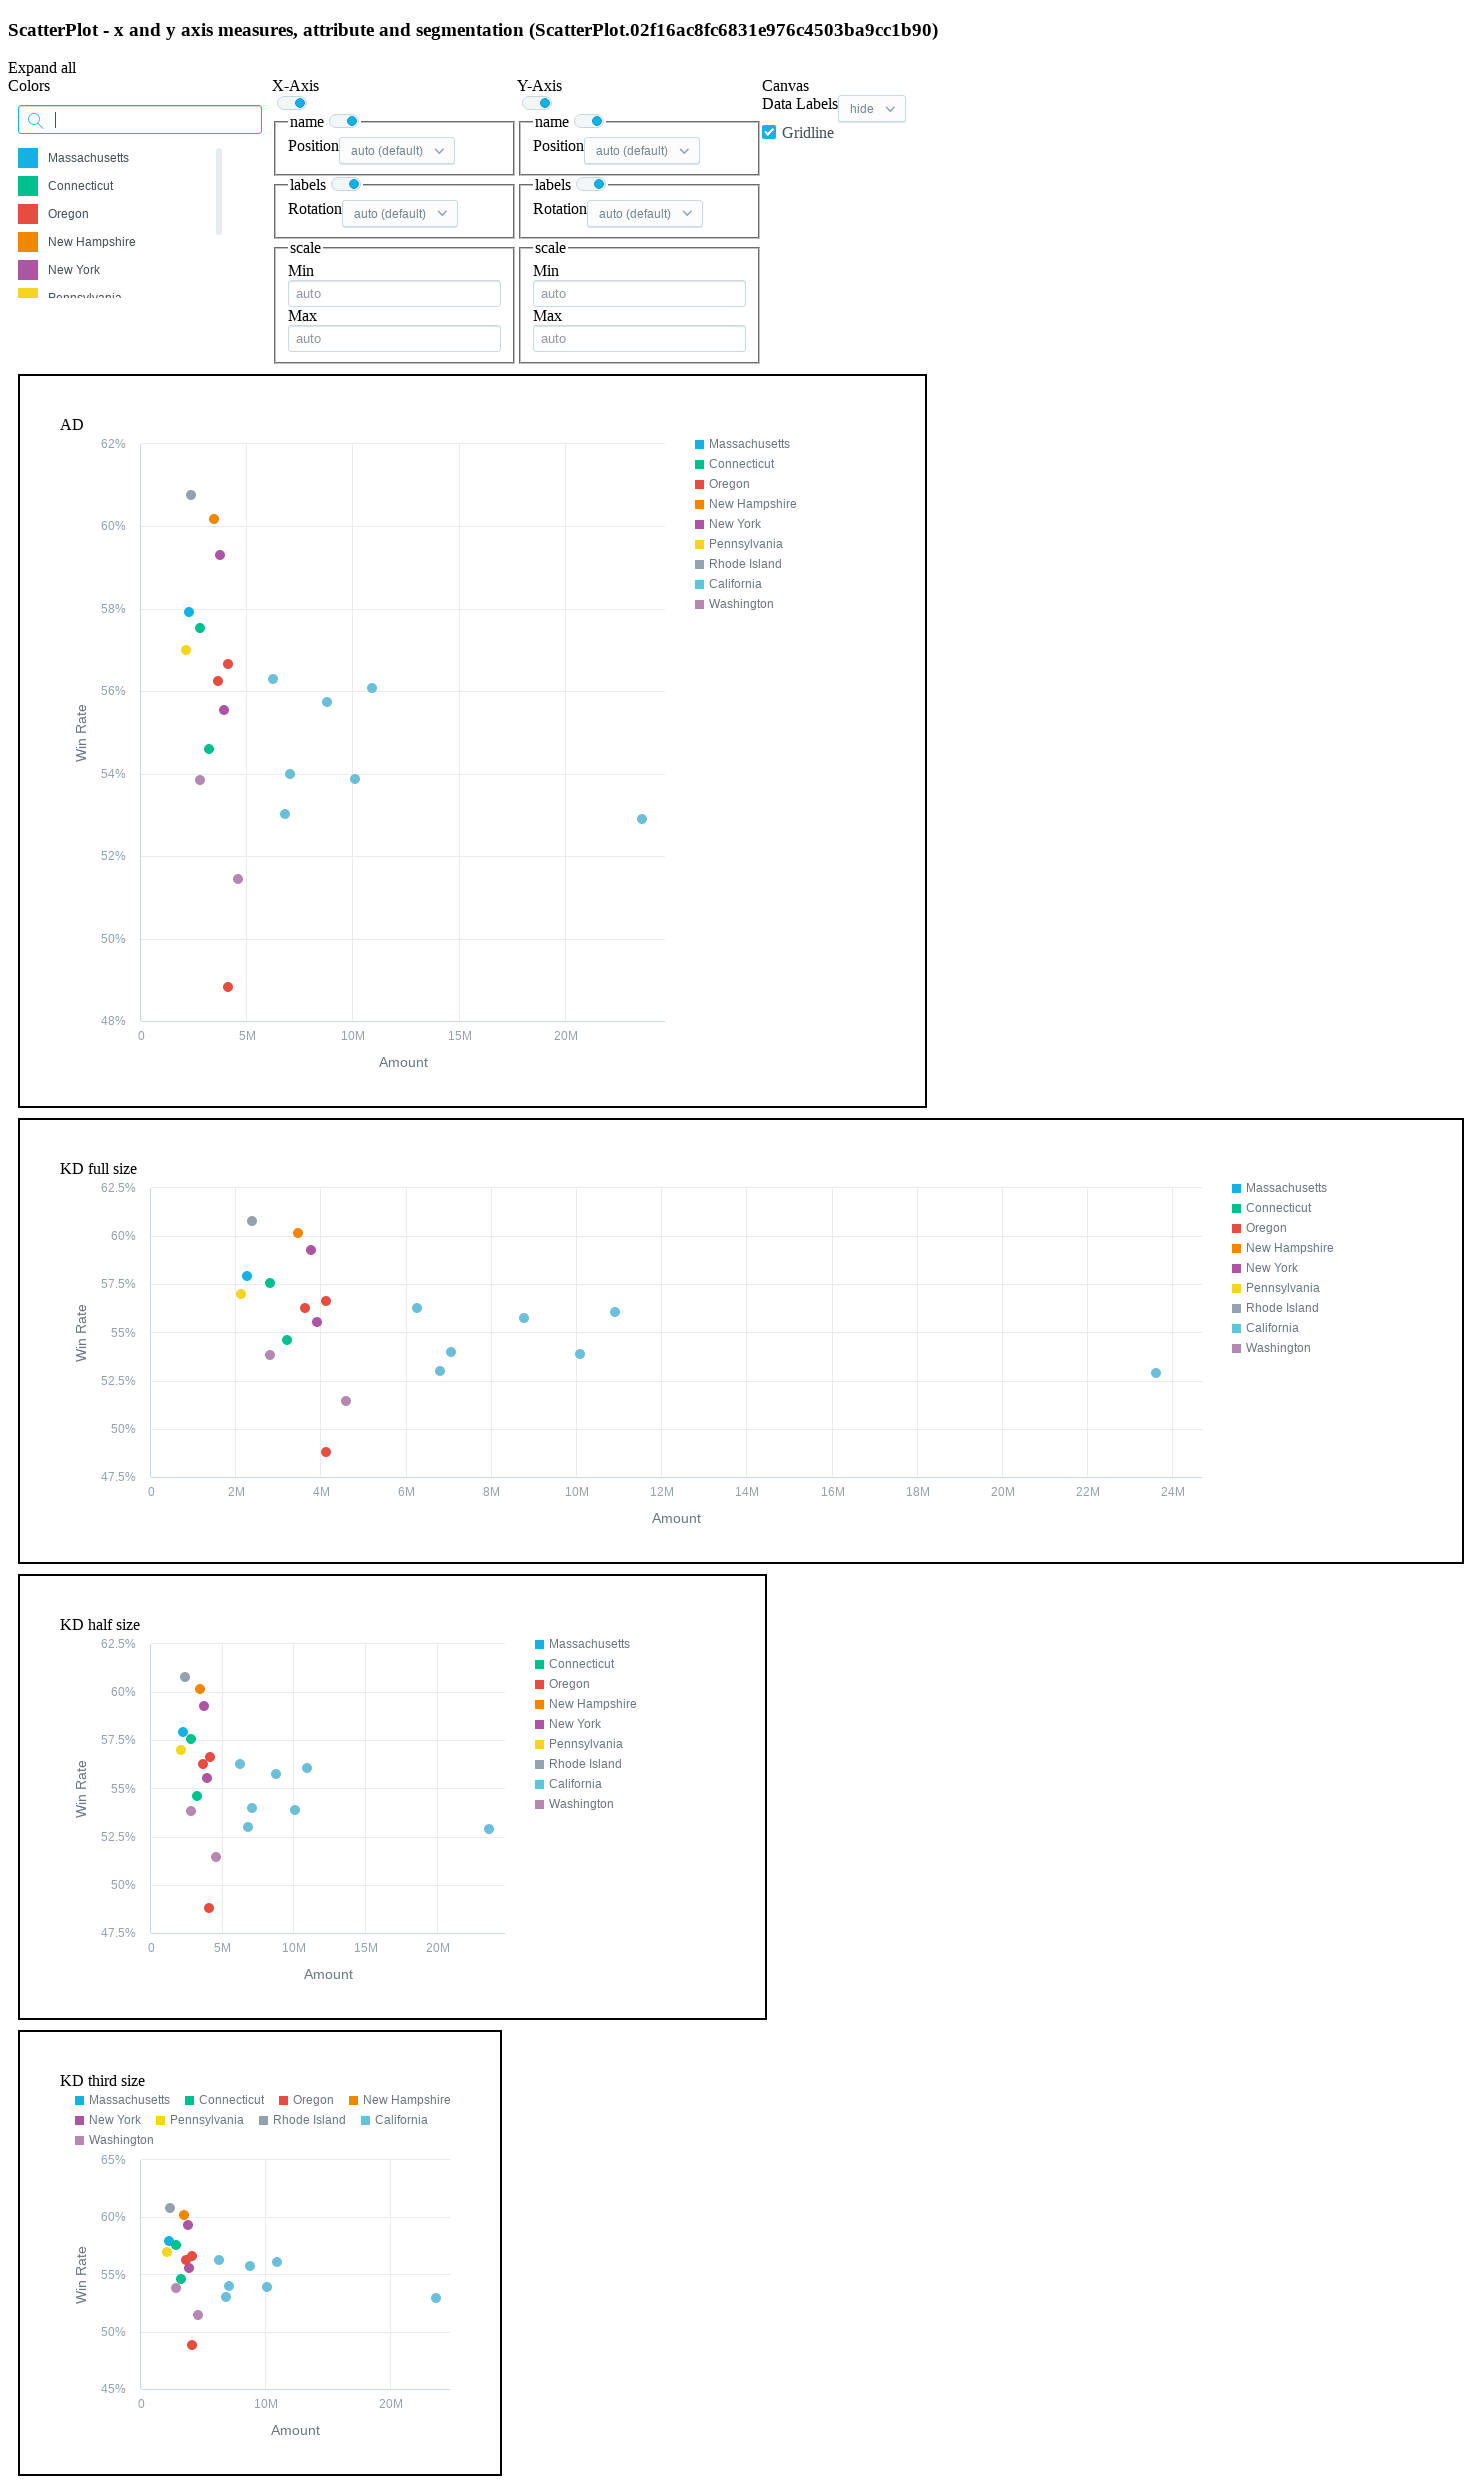 ScatterPlot - x and y axis measures, attribute and segmentation (ScatterPlot.02f16ac8fc6831e976c4503ba9cc1b90)
Expand all
Colors
Massachusetts
Connecticut
Oregon
New Hampshire
New York
Pennsylvania
X-Axis
name
Position auto (default)
labels
Rotation auto (default)
scale
Min
auto
Max
auto
Y-Axis
name
Position auto (default)
labels
Rotation auto (default)
scale
Min
auto
Max
auto
Canvas
Data Labels hide
Gridline
AD
62%
60%
58%
56%
54%
52%
50%
48%
Win Rate
0 5M 10M 15M 20M
Amount
Massachusetts
Connecticut
Oregon
New Hampshire
New York
Pennsylvania
Rhode Island
California
Washington
KD full size
62.5%
60%
57.5%
55%
52.5%
50%
47.5%
Win Rate
0 2M 4M 6M 8M 10M 12M 14M 16M 18M 20M 22M 24M
Amount
Massachusetts
Connecticut
Oregon
New Hampshire
New York
Pennsylvania
Rhode Island
California
Washington
KD half size
62.5%
60%
57.5%
55%
52.5%
50%
47.5%
Win Rate
0 5M 10M 15M 20M
Amount
Massachusetts
Connecticut
Oregon
New Hampshire
New York
Pennsylvania
Rhode Island
California
Washington
KD third size
Massachusetts Connecticut Oregon New Hampshire
New York Pennsylvania Rhode Island California
Washington
65%
60%
55%
50%
45%
Win Rate
0 10M 20M
Amount